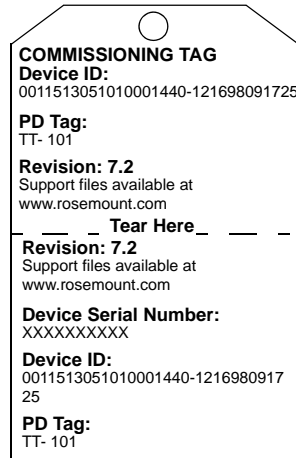 COMMISSIONING TAG
Device ID:
0011513051010001440-121698091725
PD Tag:
TT- 101
Revision: 7.2
Support files available at
www.rosemount.com
Tear Here
Revision: 7.2
Support files available at
www.rosemount.com
Device Serial Number:
XXXXXXXXXX
Device ID:
0011513051010001440-1216980917
25
PD Tag:
TT- 101